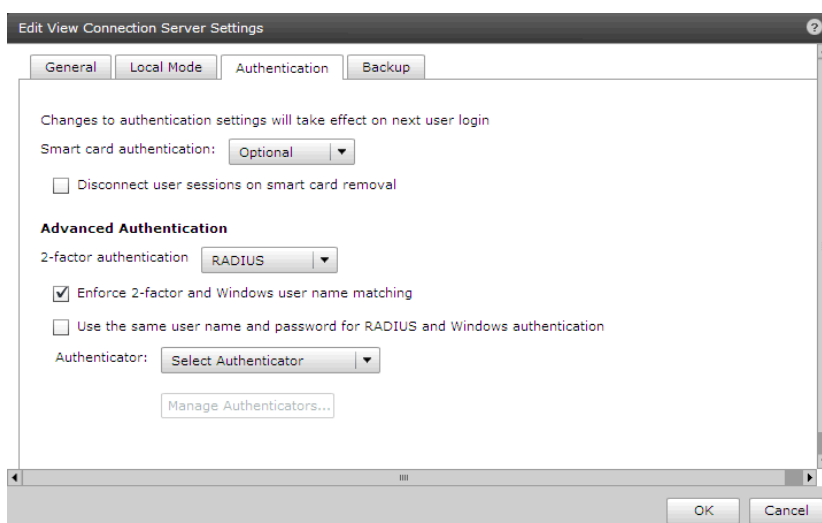 Edit View Connection Server Settings
?
General Local Mode Authentication Backup
Changes to authentication settings will take effect on next user login
Smart card authentication: Optional
Disconnect user sessions on smart card removal
Advanced Authentication
2-factor authentication RADIUS
Enforce 2-factor and Windows user name matching
Use the same user name and password for RADIUS and Windows authentication
Authenticator: Select Authenticator
Manage Authenticators...
OK Cancel